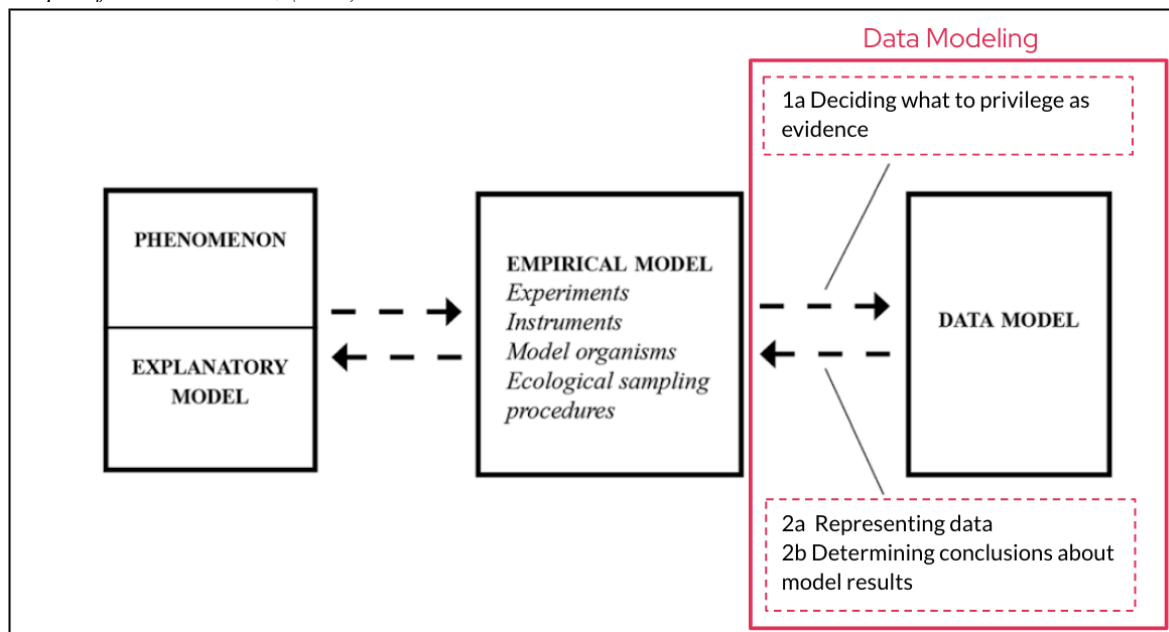 Data Modeling
1a Deciding what to privilege as
evidence
PHENOMENON
EXPLANATORY
MODEL
EMPIRICAL MODEL
Experiments
Instruments
Model organisms
Ecological sampling
procedures
DATA MODEL
2a Representing data
2b Determining conclusions about
model results